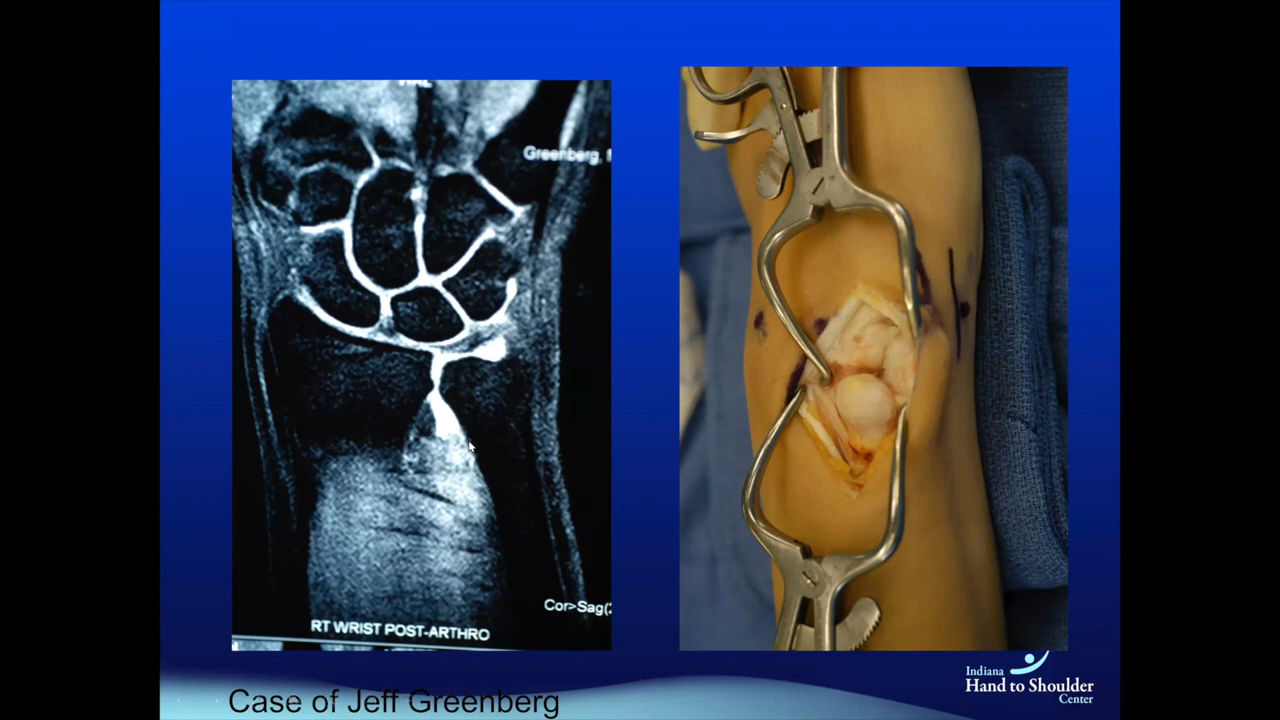 Greenberg,
Cor>Sag(
RT WRIST POST-ARTHRO
Case of Jeff Greenberg
Indiana
Hand to Shoulder
Center